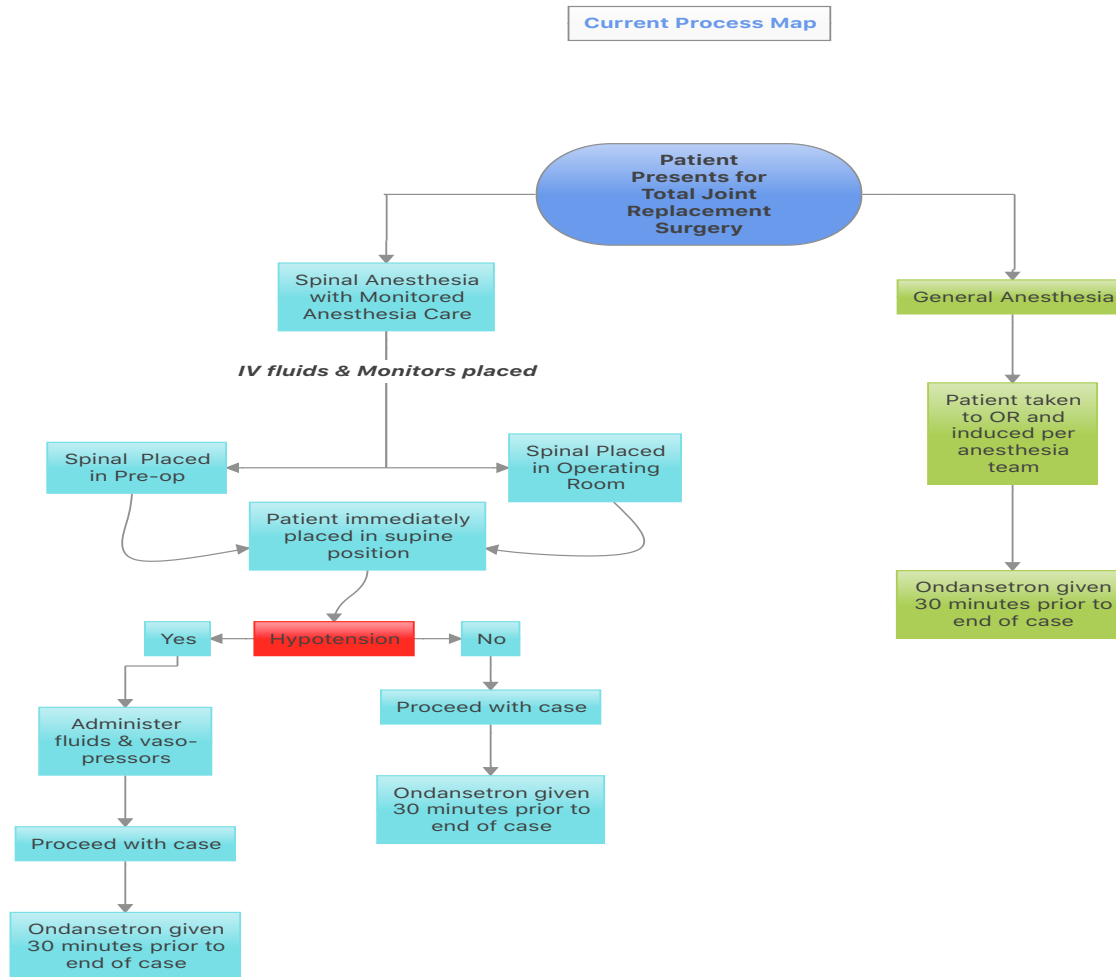 Current Process Map
Patient
Presents for
Total Joint
Replacement
Surgery
Spinal Anesthesia
with Monitored
Anesthesia Care
General Anesthesia
IV fluids & Monitors placed
Patient taken
to OR and
induced per
anesthesia
team
Spinal Placed
in Pre-op
Spinal Placed
in Operating
Room
Patient immediately
placed in supine
position
Ondansetron given
30 minutes prior to
end of case
Yes
Hypotension
No
Administer
fluids & vaso-
pressors
Proceed with case
Ondansetron given
30 minutes prior to
end of case
Proceed with case
Ondansetron given
30 minutes prior to
end of case